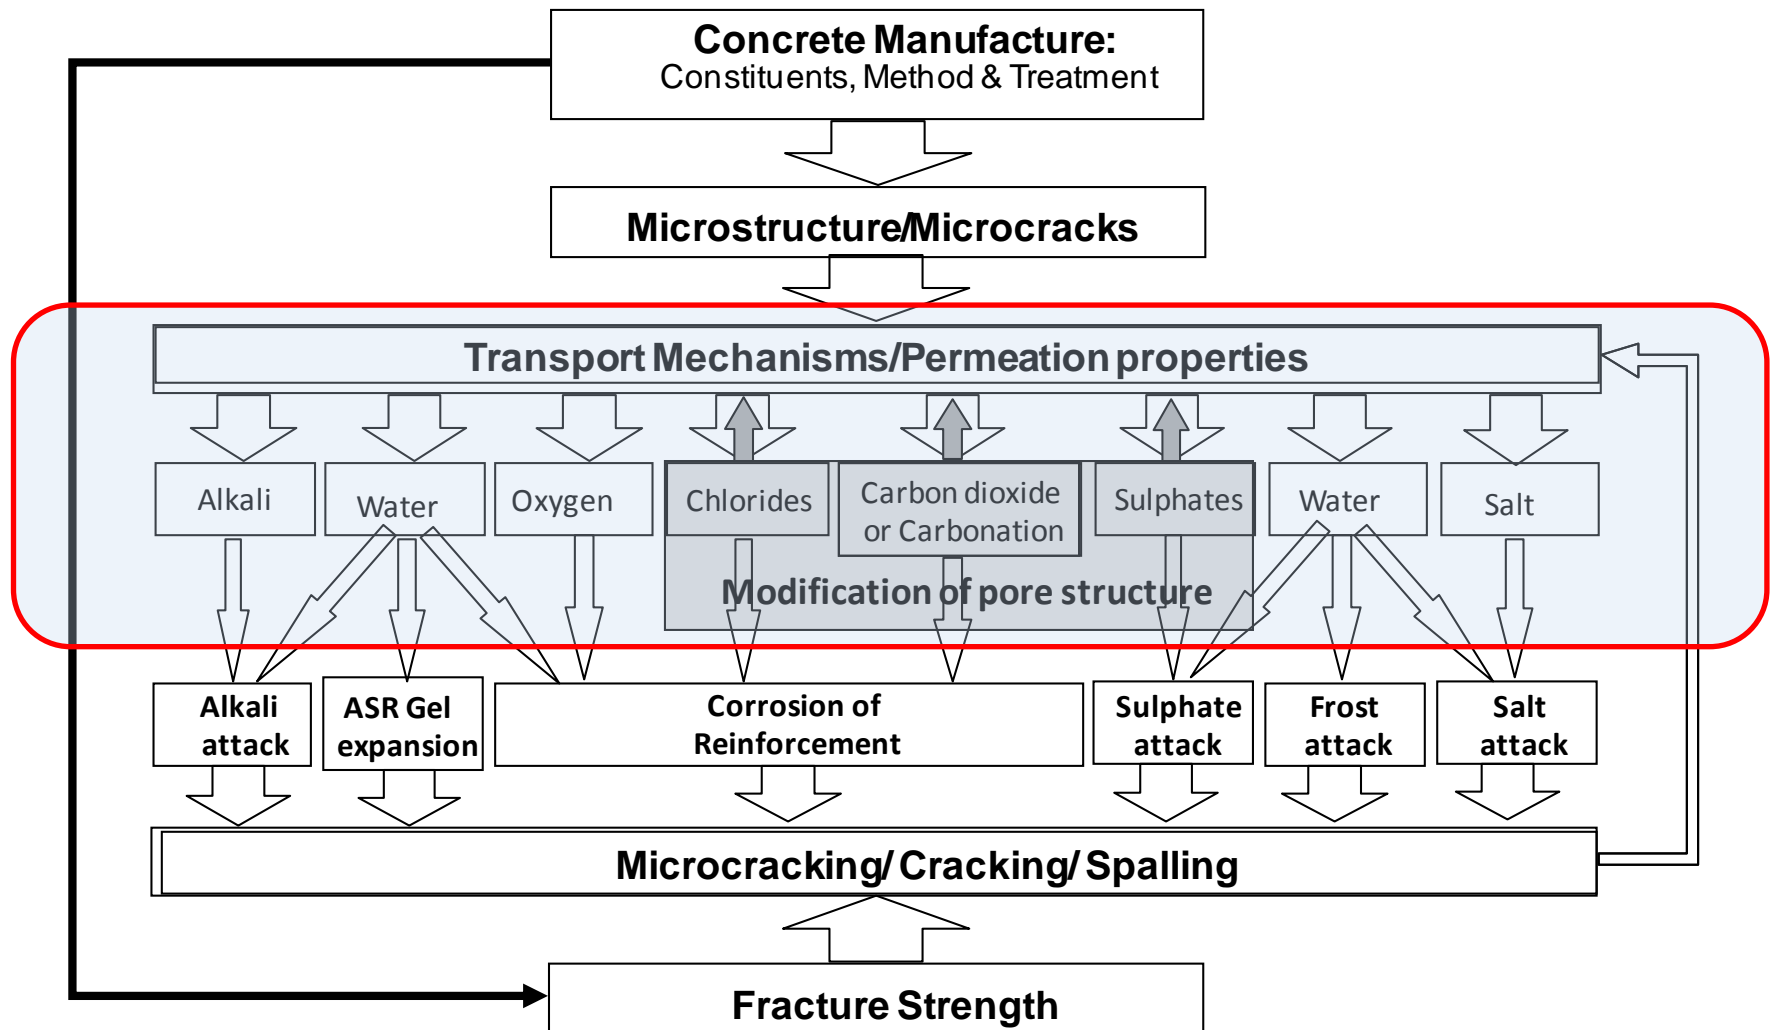 Concrete Manufacture:
Constituents, Method & Treatment
Microstructure/Microcracks
Transport Mechanisms/Permeation properties
Alkali
Water
Oxygen
Chlorides
Carbon dioxide
or Carbonation
Sulphates
Water
Salt
Modification of pore structure
Alkali
attack
ASR Gel
expansion
Corrosion of
Reinforcement
Sulphate
attack
Frost
attack
Salt
attack
Microcracking/ Cracking/ Spalling
Fracture Strength